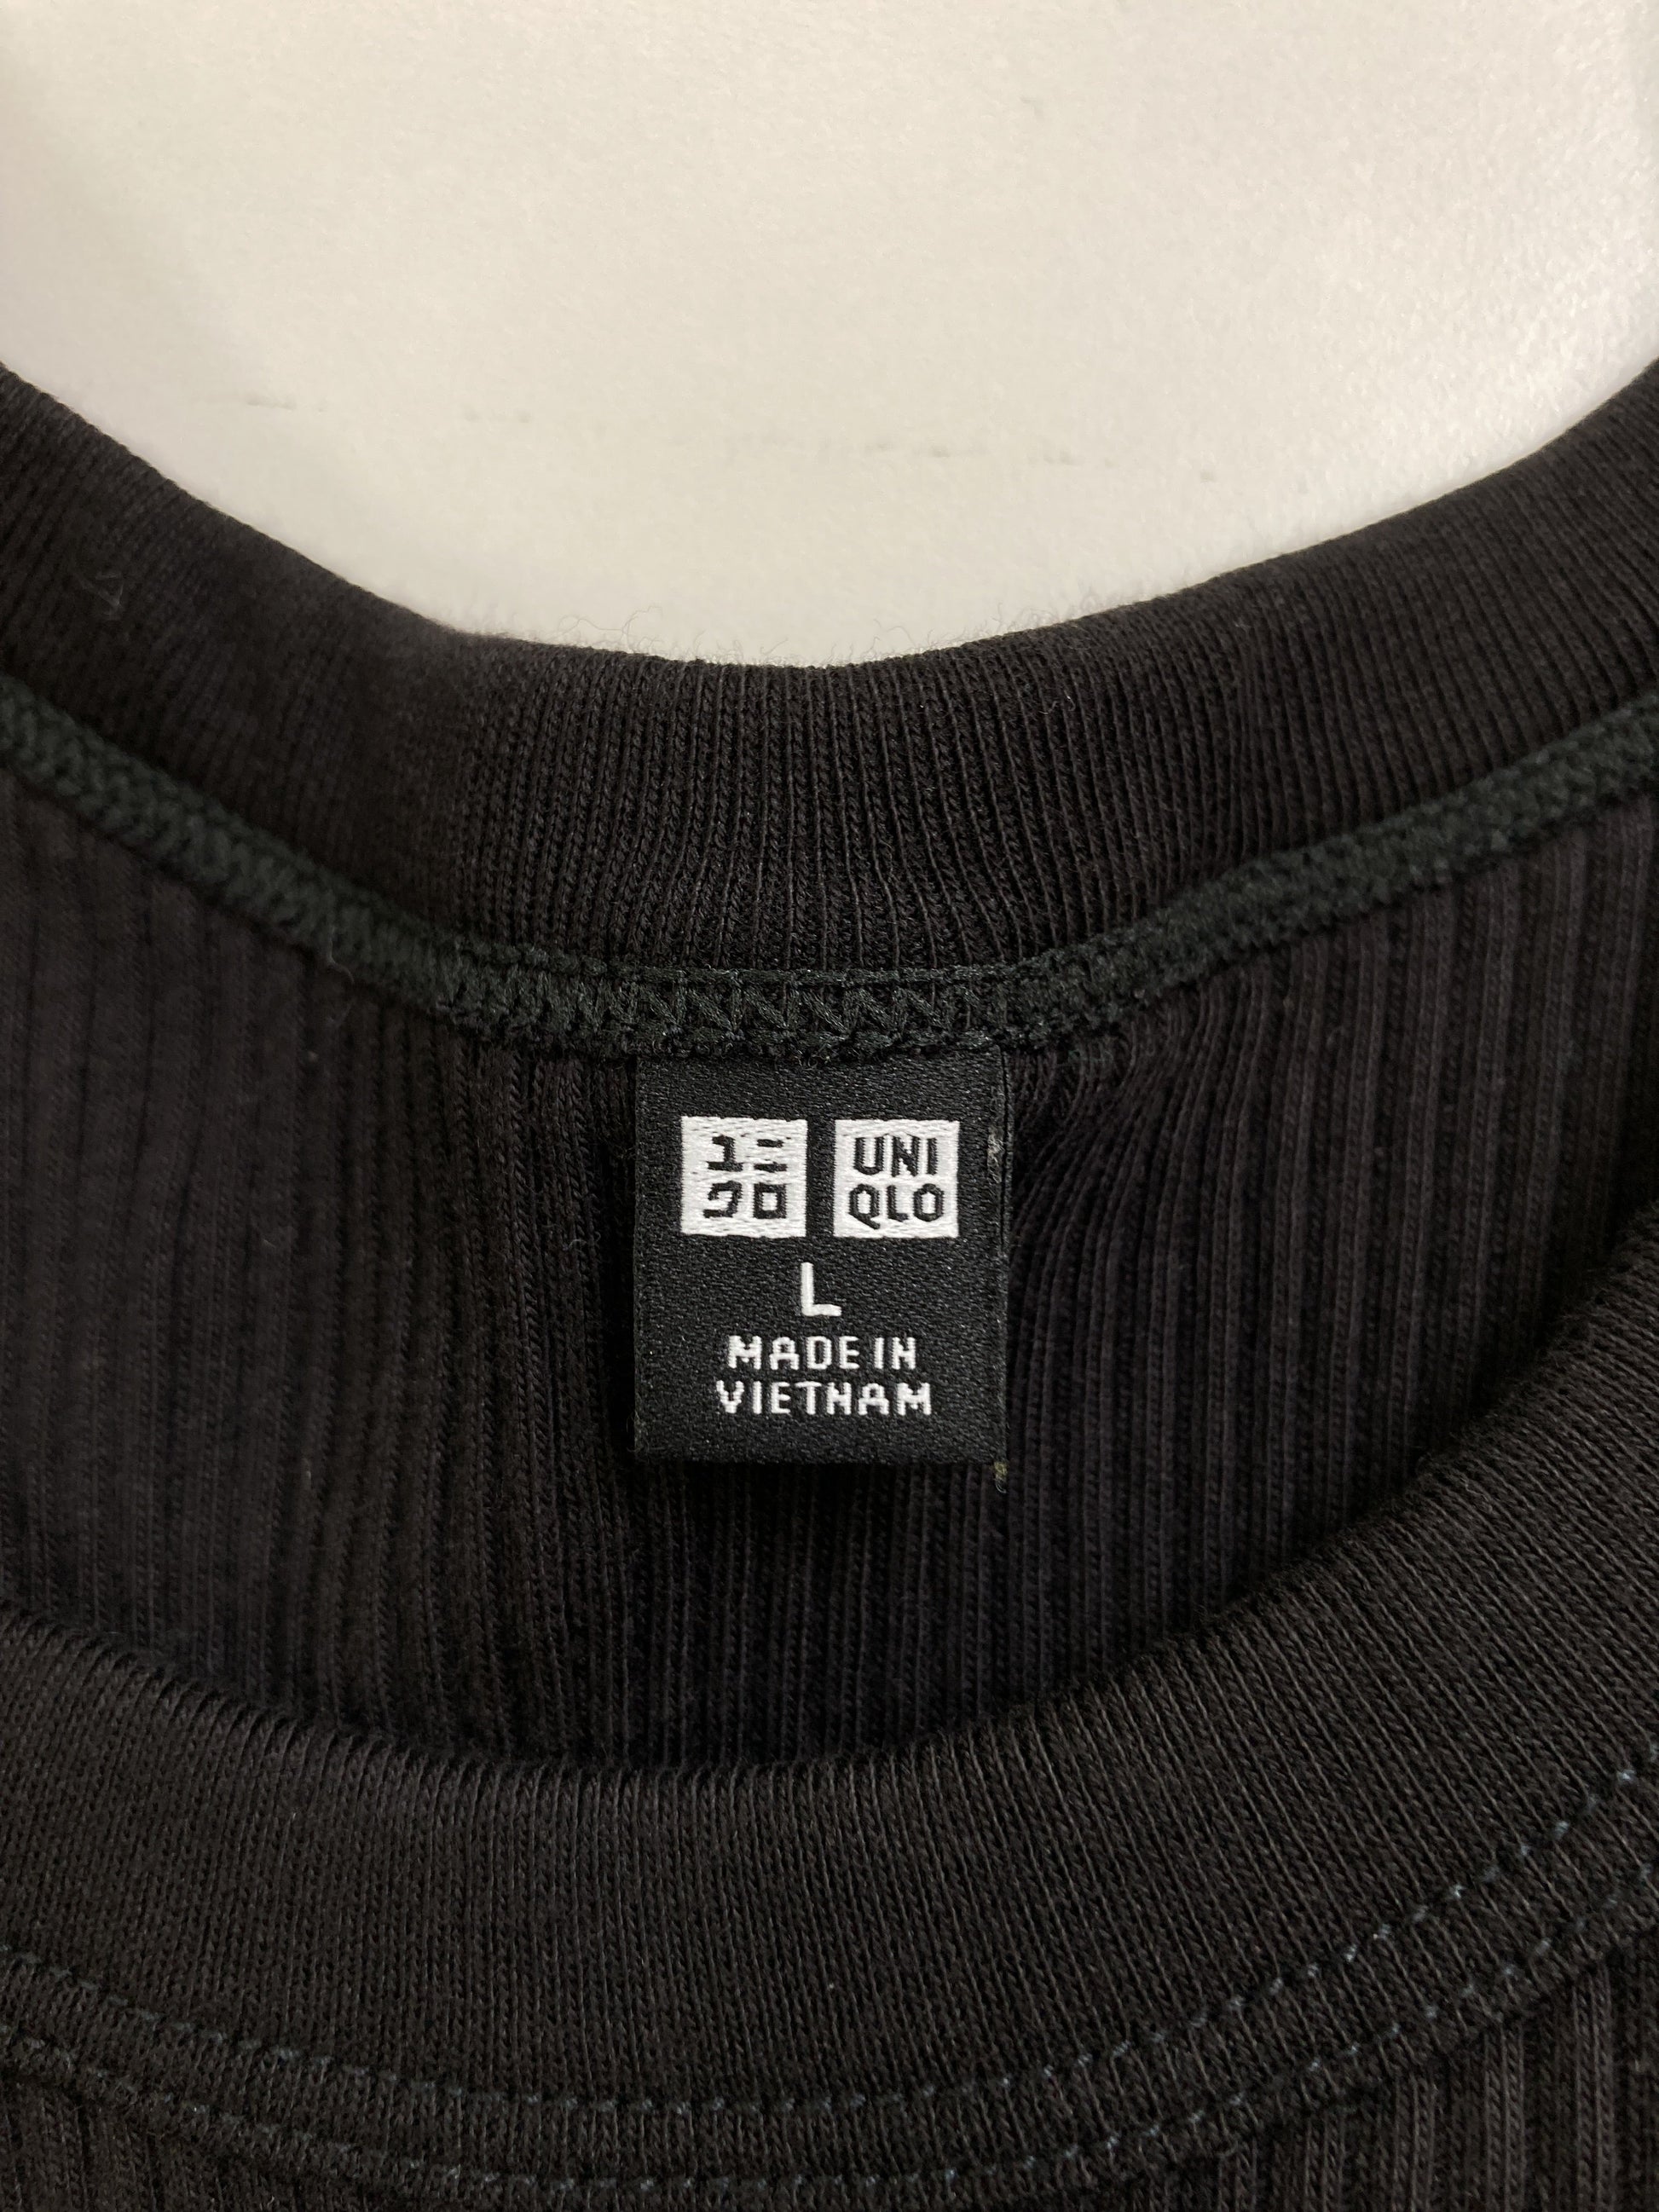 ユニ
クロ
UNI
QLO
L
MADE IN
VIETNAM